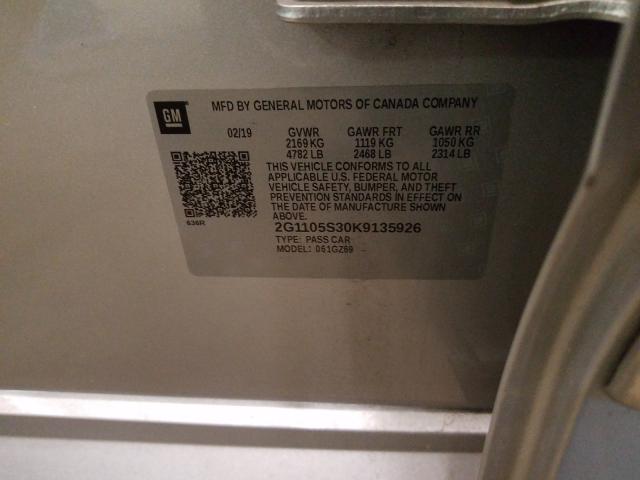 GM
MFD BY GENERAL MOTORS OF CANADA COMPANY
02/19 GVWR GAWR FRT GAWR RR
2169 KG 1119 KG 1050 KG
4782 LB 2468 LB 2314 LB
THIS VEHICLE CONFORMS TO ALL
APPLICABLE U.S. FEDERAL MOTOR
VEHICLE SAFETY, BUMPER, AND THEFT
PREVENTION STANDARDS IN EFFECT ON
THE DATE OF MANUFACTURE SHOWN
ABOVE.
636R
2G1105S30K9135926
TYPE: PASS CAR
MODEL: 061GZ69